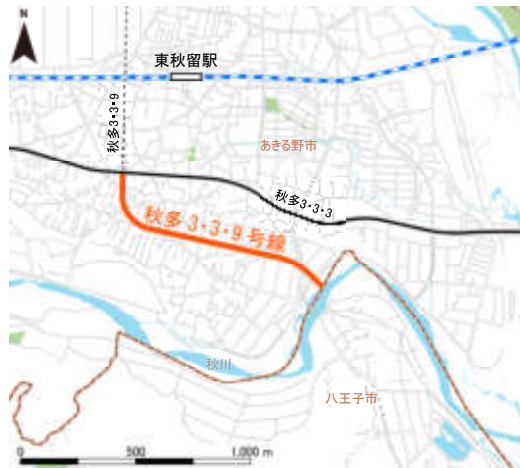 N
東秋留駅
秋多3・3・9
あきる野市
秋多3・3・3
秋多3・3・9号線
秋川
八王子市
0 500 1,000 m